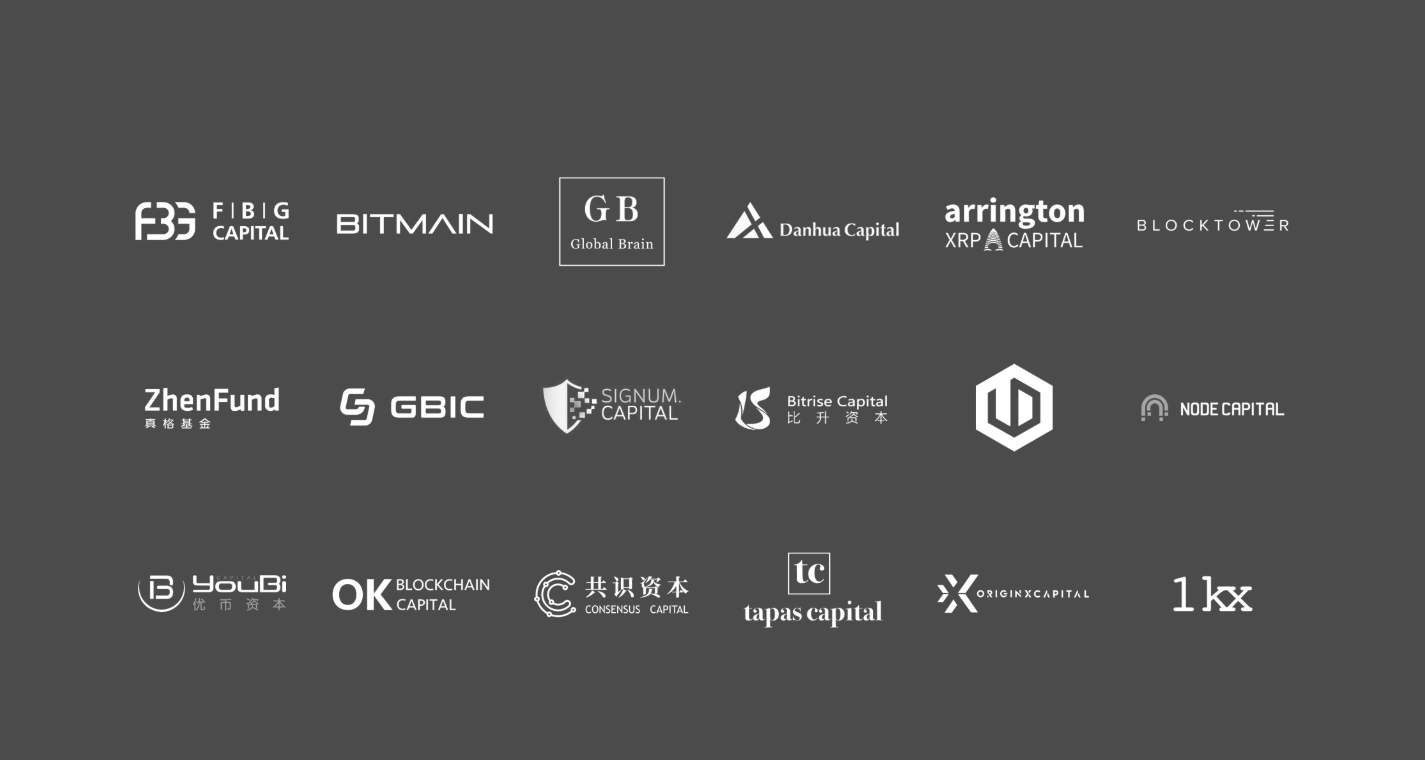 FBG F|B|G
CAPITAL
BITMAIN
G B
Global Brain
Danhua Capital
arrington
XRP CAPITAL
BLOCKTOWER
ZhenFund
真格基金
GBIC
SIGNUM.
CAPITAL
Bitrise Capital
比升资本
NODE CAPITAL
CAPITAL
YouBi
优币资本
OK BLOCKCHAIN
CAPITAL
共识资本
CONSENSUS CAPITAL
tc
tapas capital
ORIGINXCAPITAL
1kx